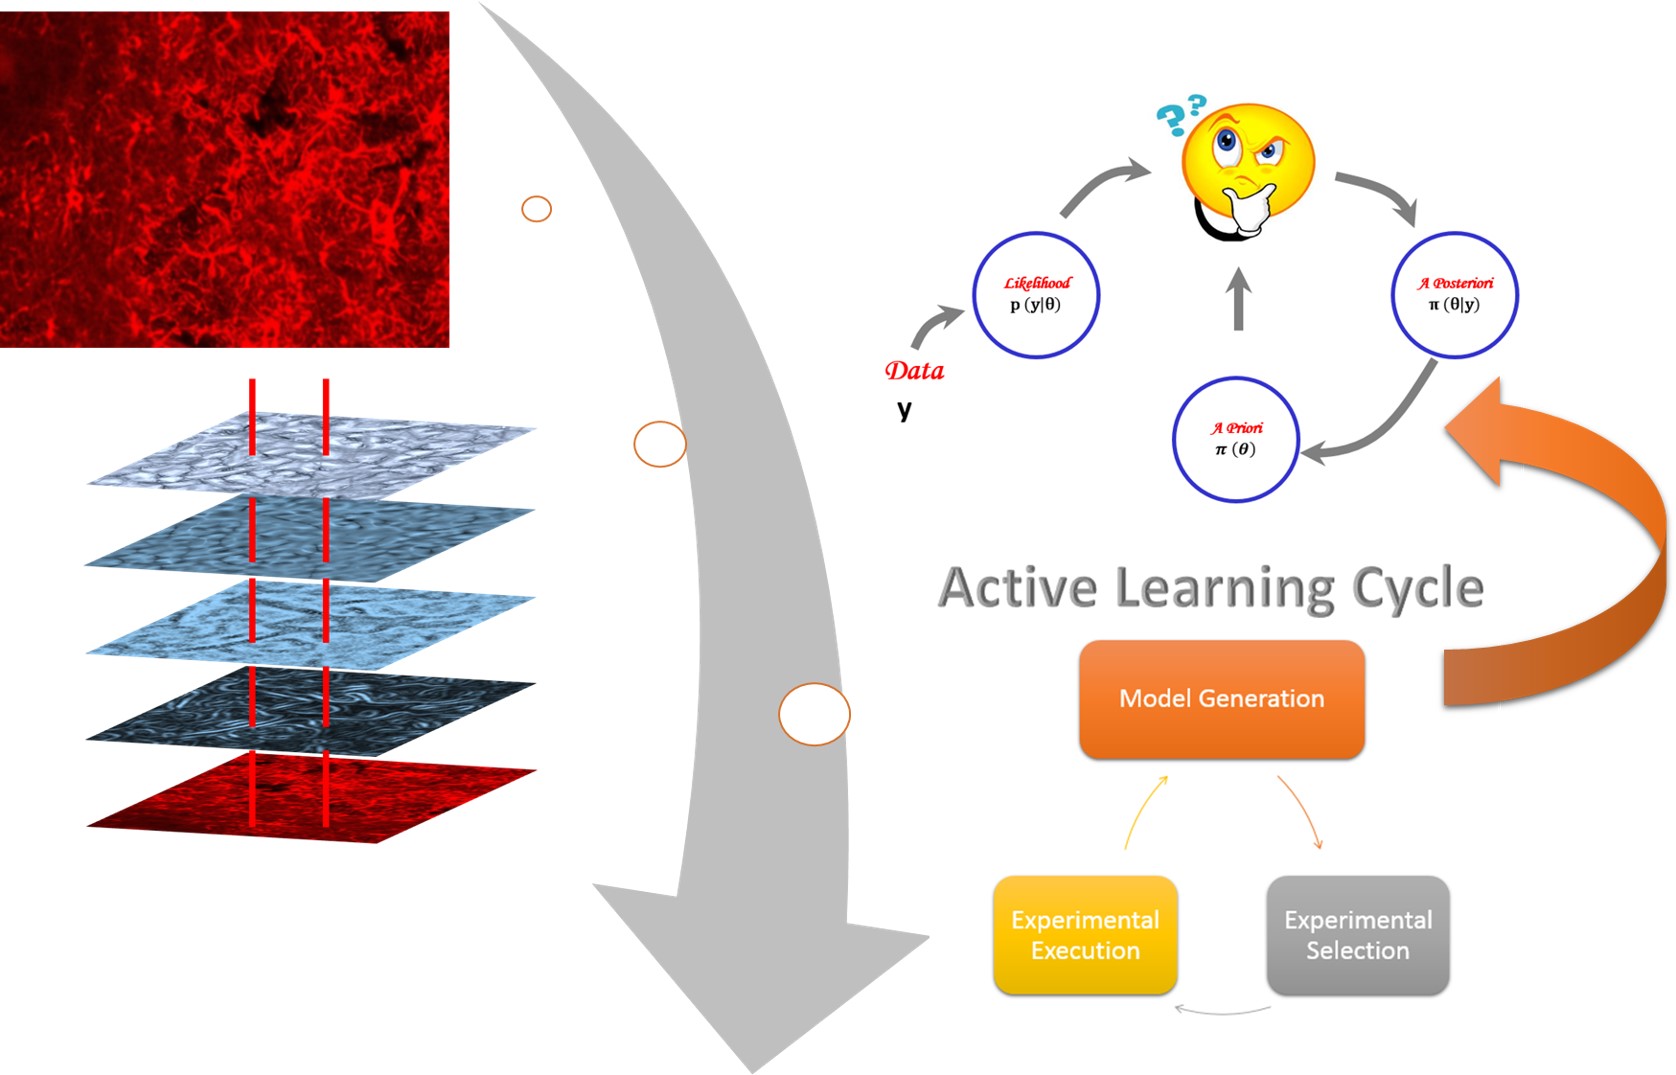 ??
Likelihood
p (y|θ)
A Posteriori
π (θ|y)
Data
y
A Priori
π (θ)
Active Learning Cycle
Model Generation
Experimental
Execution
Experimental
Selection